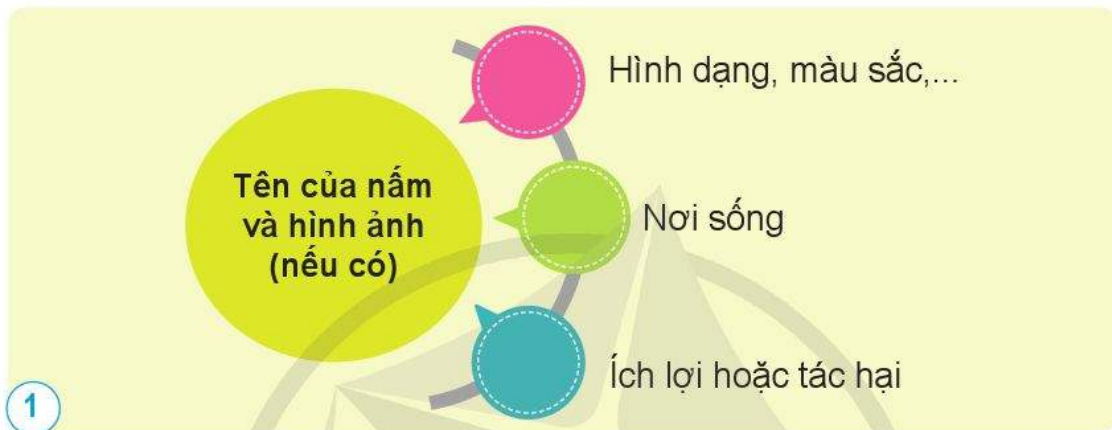 Hình dạng, màu sắc,...
Tên của nấm
và hình ảnh
(nếu có)
Nơi sống
Ích lợi hoặc tác hại
1